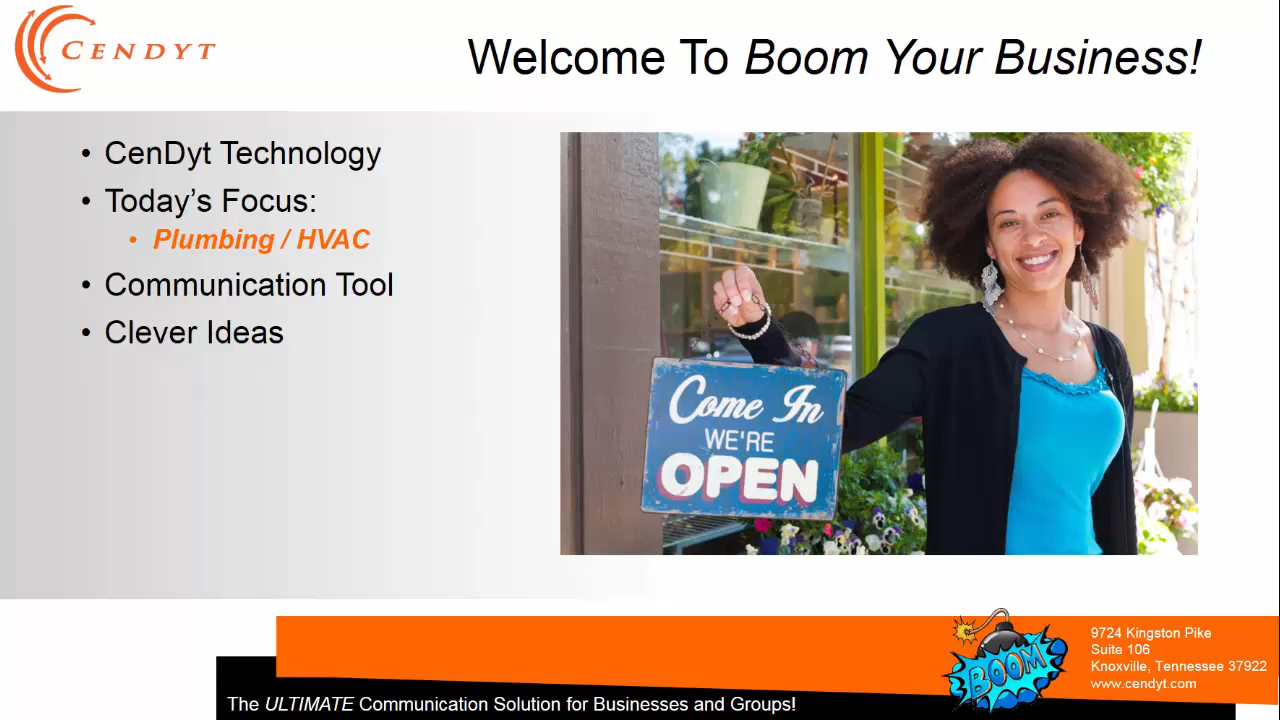 CENDYT
Welcome To Boom Your Business!
• CenDyt Technology
• Today’s Focus:
• Plumbing / HVAC
• Communication Tool
• Clever Ideas
Come In
WE'RE
OPEN
BOOM
9724 Kingston Pike
Suite 106
Knoxville, Tennessee 37922
www.cendyt.com
The ULTIMATE Communication Solution for Businesses and Groups!